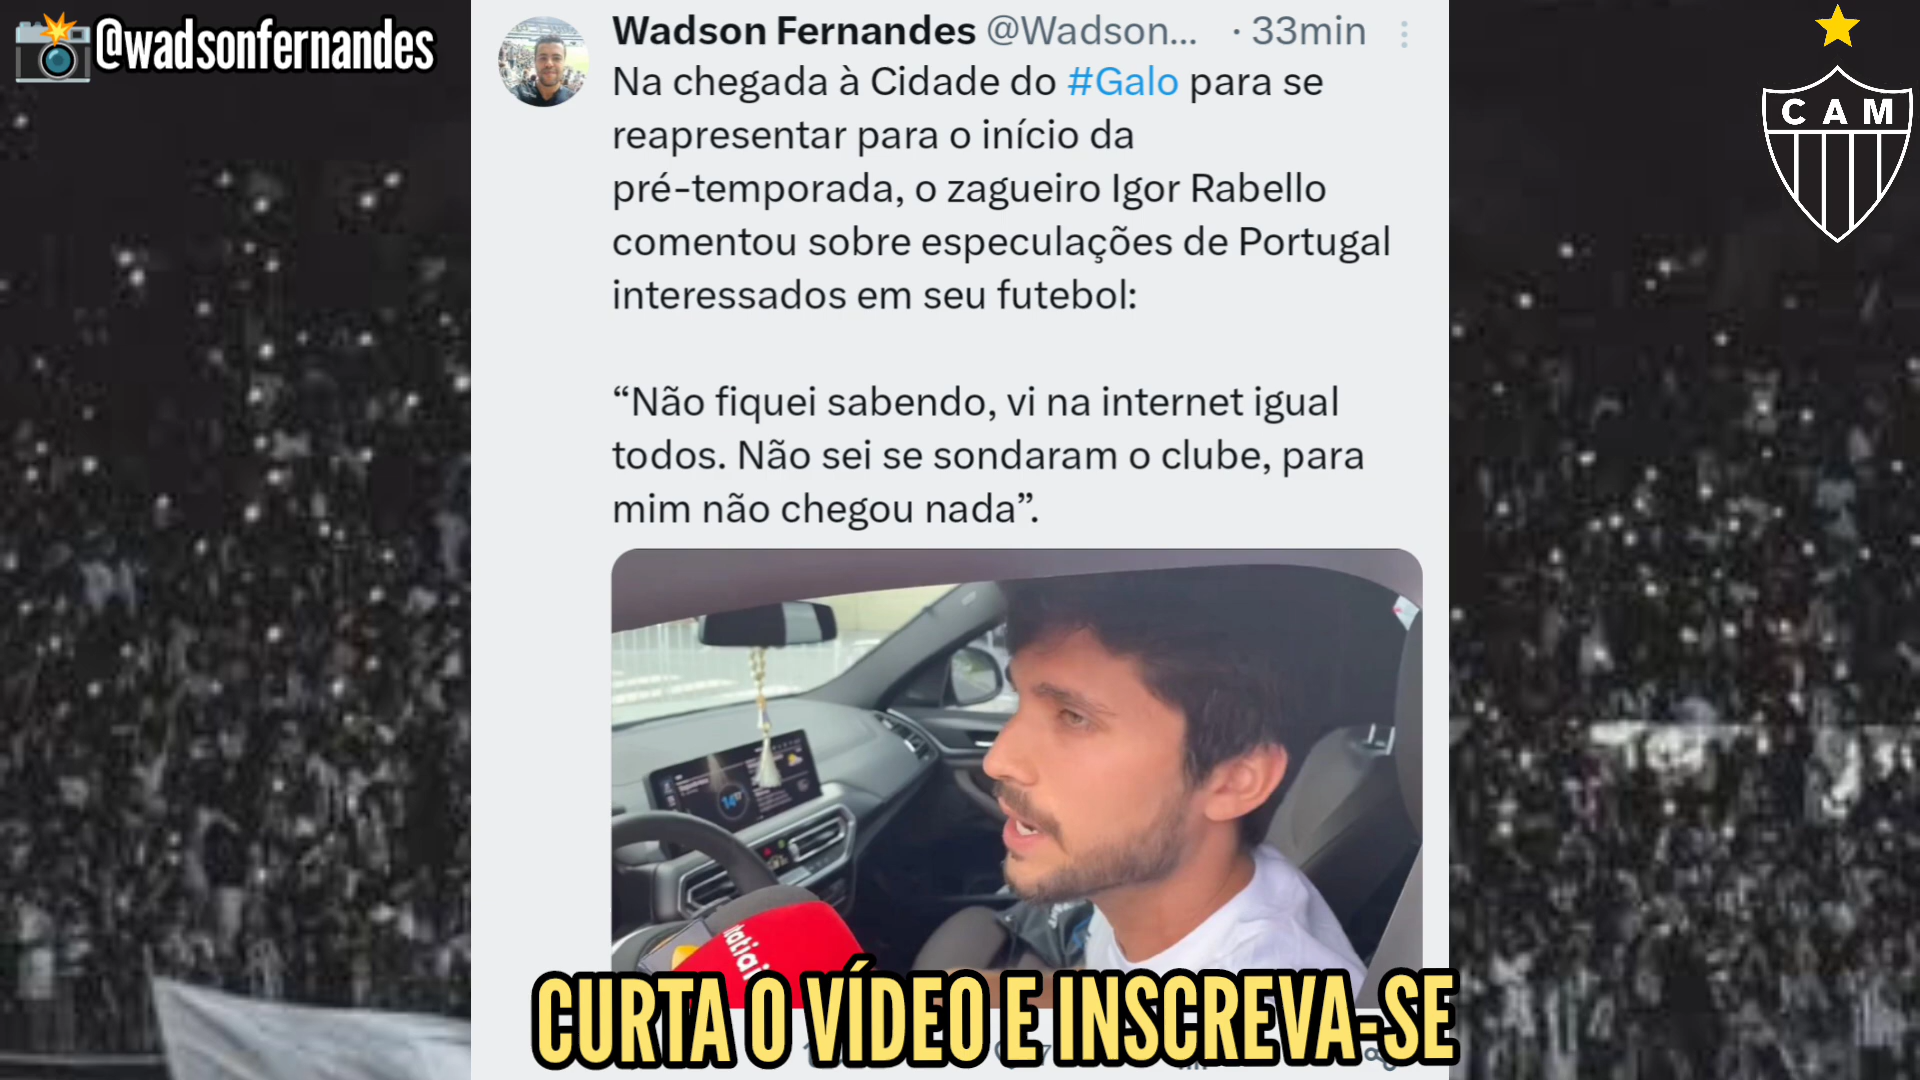 @wadsonfernandes
Wadson Fernandes @Wadson... · 33min
Na chegada à Cidade do #Galo para se
reapresentar para o início da
pré-temporada, o zagueiro Igor Rabello
comentou sobre especulações de Portugal
interessados em seu futebol:
“Não fiquei sabendo, vi na internet igual
todos. Não sei se sondaram o clube, para
mim não chegou nada”.
CAM
CURTA O VÍDEO E INSCREVA-SE